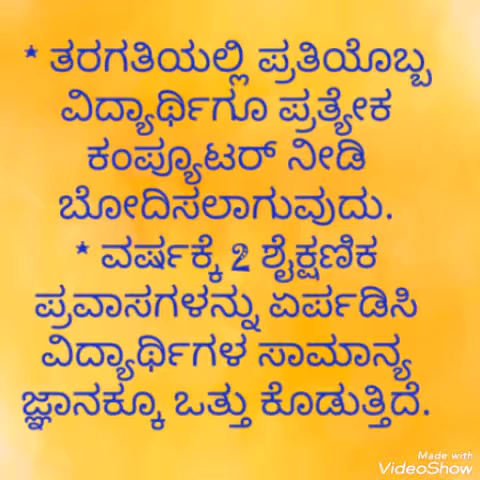 * ತರಗತಿಯಲ್ಲಿ ಪ್ರತಿಯೊಬ್ಬ
ವಿದ್ಯಾರ್ಥಿಗೂ ಪ್ರತ್ಯೇಕ
ಕಂಪ್ಯೂಟರ್ ನೀಡಿ
ಬೋದಿಸಲಾಗುವುದು.
* ವರ್ಷಕ್ಕೆ 2 ಶೈಕ್ಷಣಿಕ
ಪ್ರವಾಸಗಳನ್ನು ಏರ್ಪಡಿಸಿ
ವಿದ್ಯಾರ್ಥಿಗಳ ಸಾಮಾನ್ಯ
ಜ್ಞಾನಕ್ಕೂ ಒತ್ತು ಕೊಡುತ್ತಿದೆ.
Made with
VideoShow